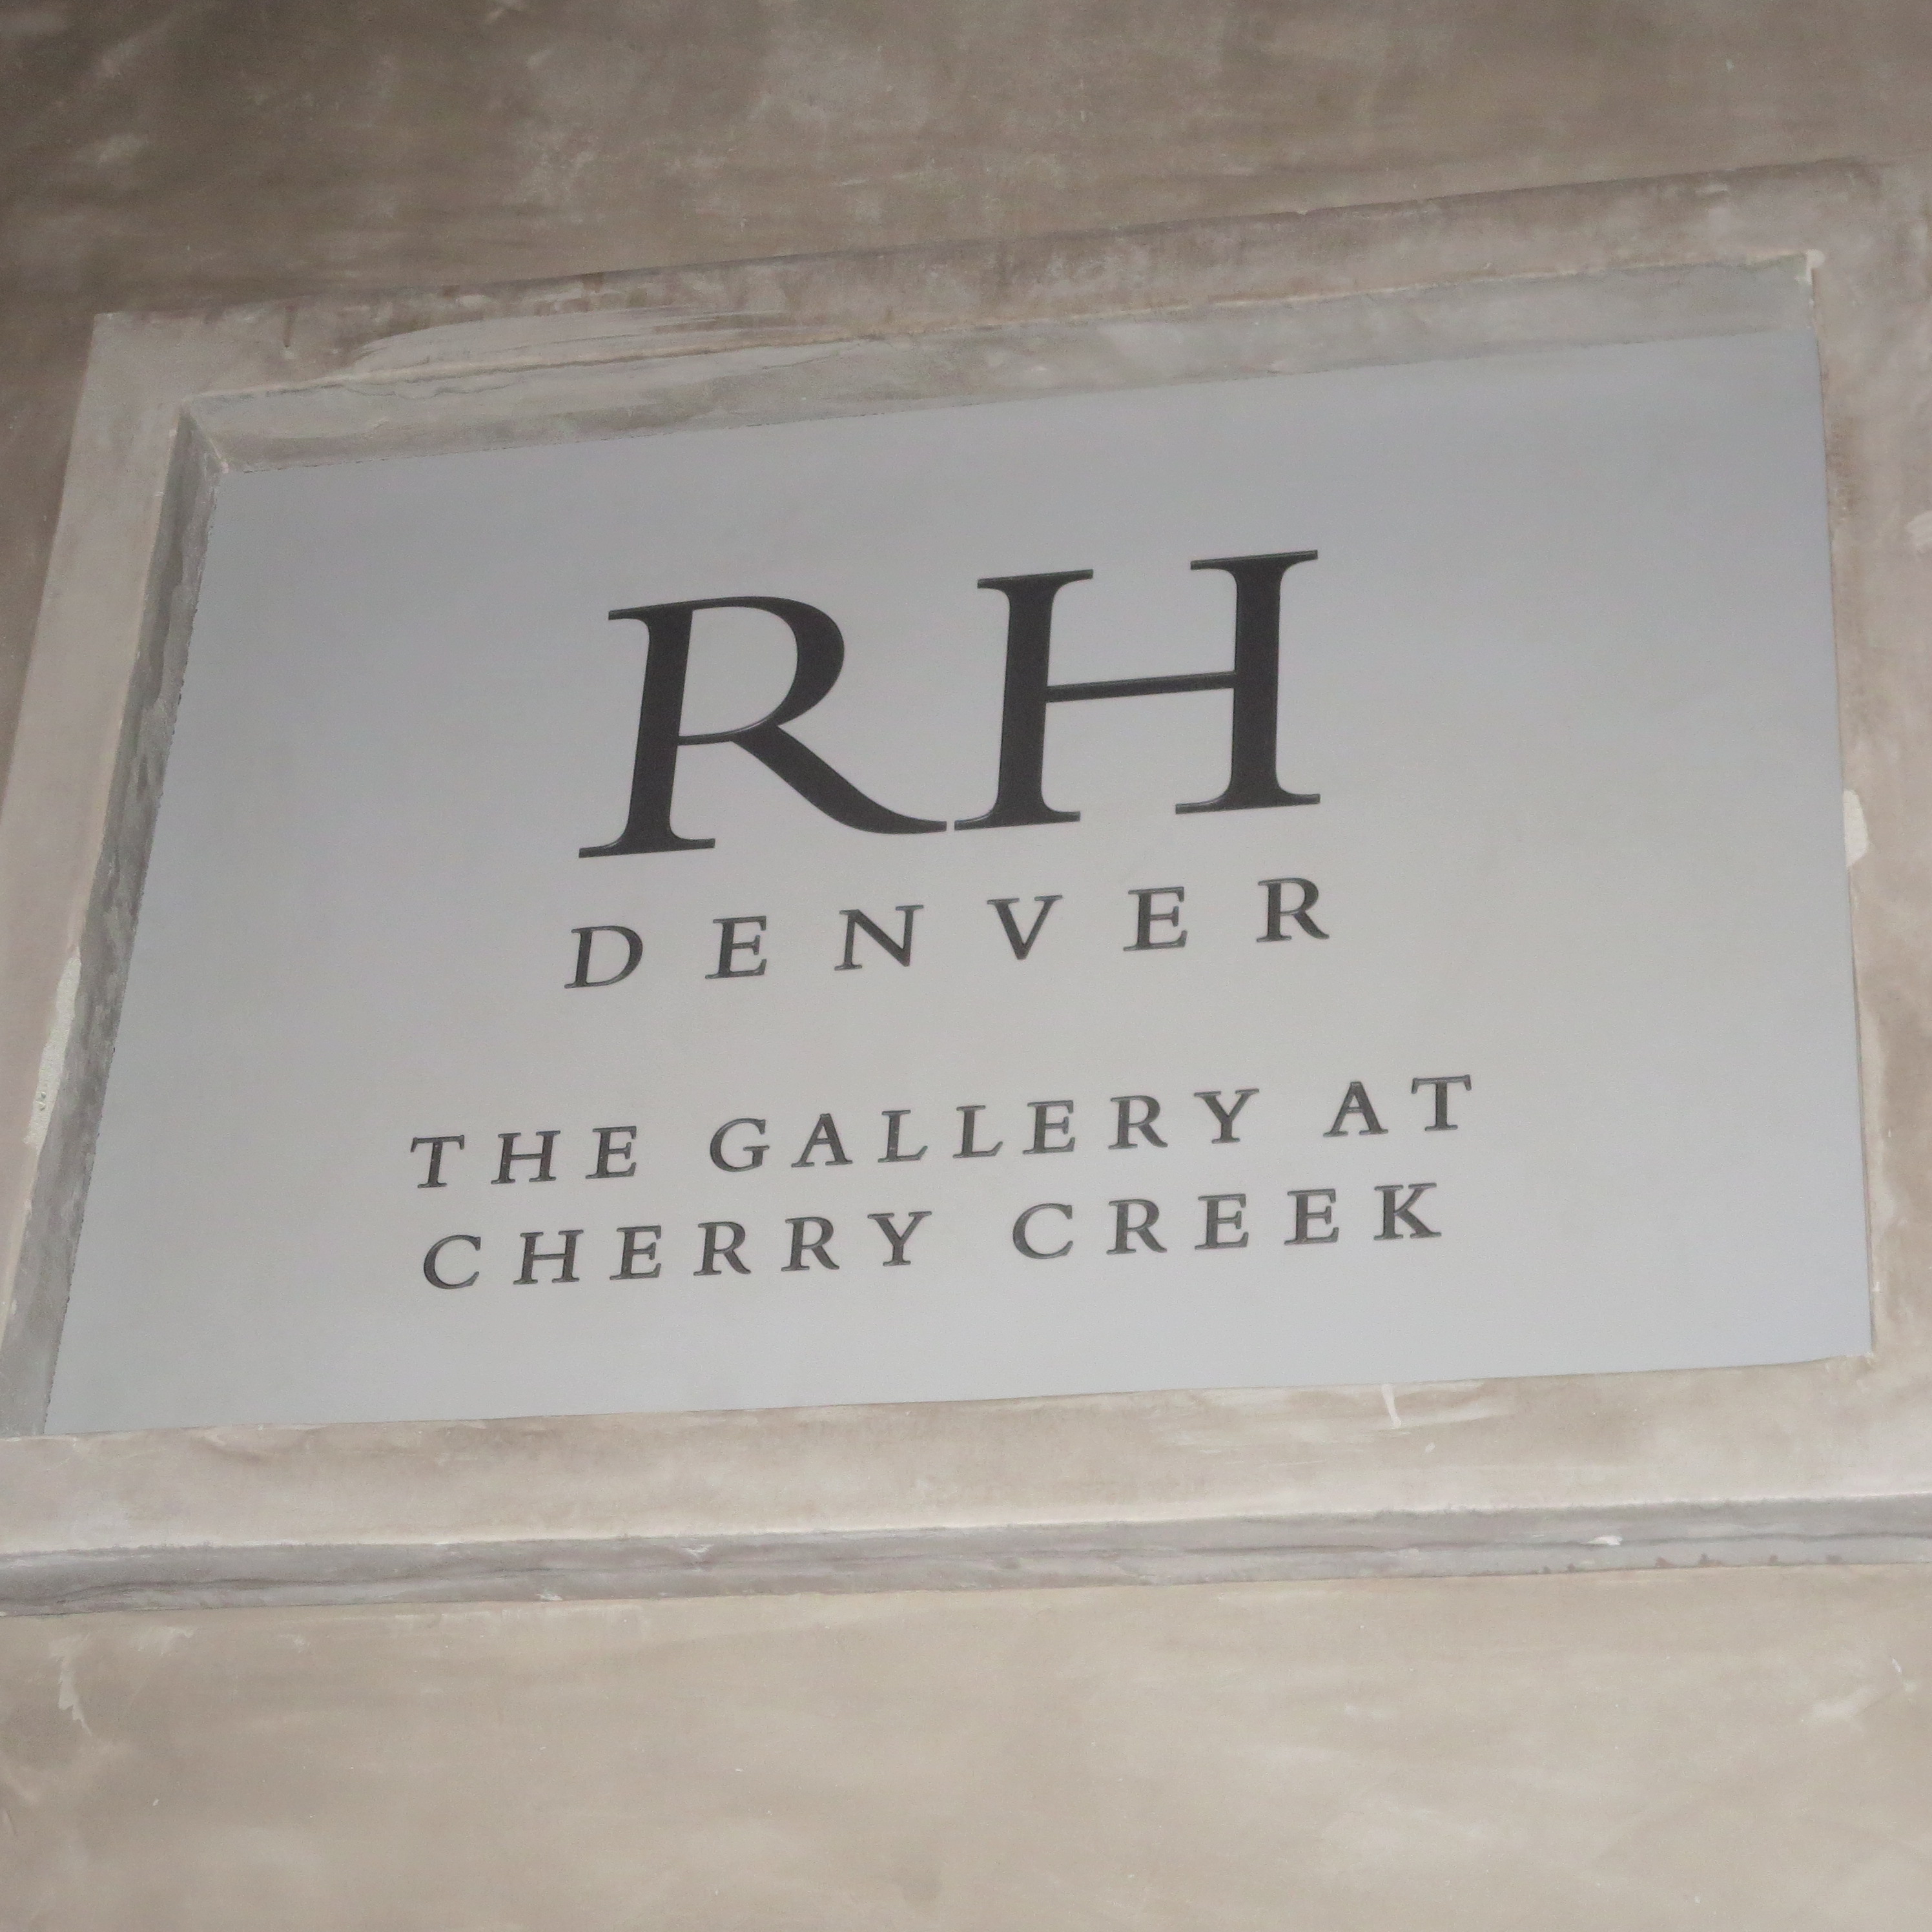 RH
DENVER
THE GALLERY AT
CHERRY CREEK